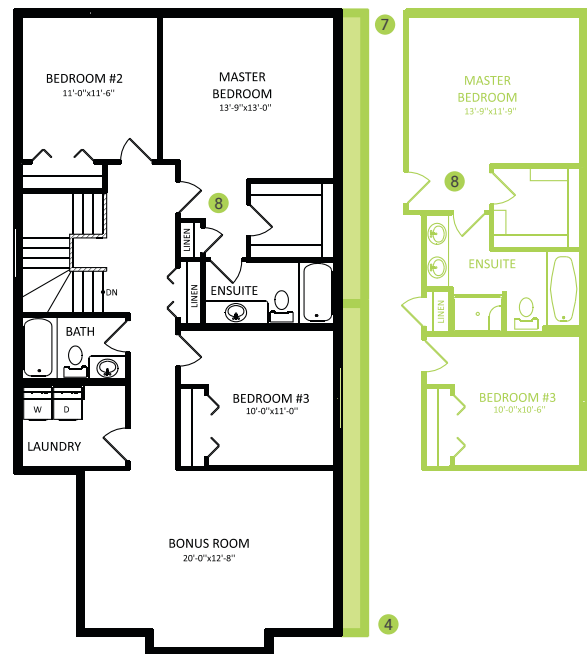 7
BEDROOM #2
11'-0"x11'-6"
MASTER
BEDROOM
13'-9"x13'-0"
8
LINEN
LINEN
ENSUITE
DN
BATH
W D
LAUNDRY
BEDROOM #3
10'-0"x11'-0"
BONUS ROOM
20'-0"x12'-8"
4
MASTER
BEDROOM
13'-9"x11'-9"
8
ENSUITE
LINEN
BEDROOM #3
10'-0"x10'-6"